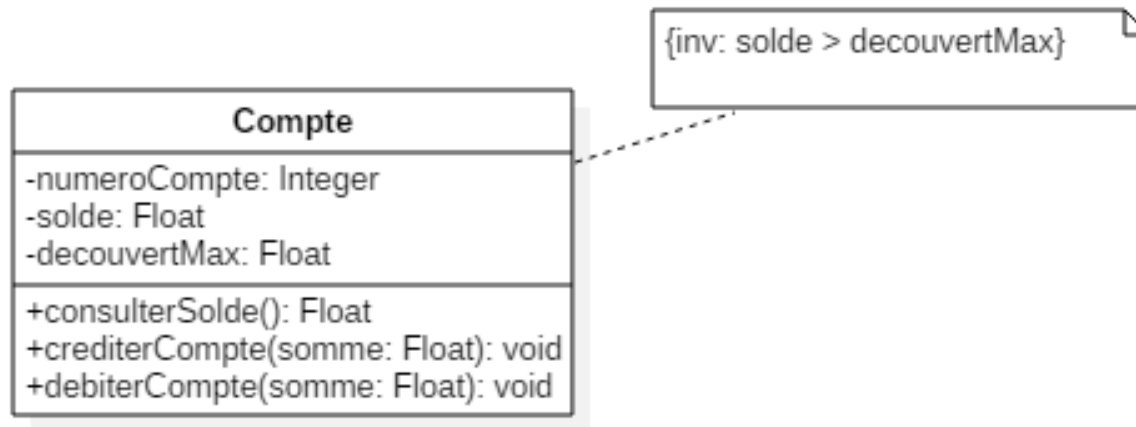 {inv: solde > decouvertMax}
Compte
-numeroCompte: Integer
-solde: Float
-decouvertMax: Float
+consulterSolde(): Float
+crediterCompte(somme: Float): void
+debiterCompte(somme: Float): void